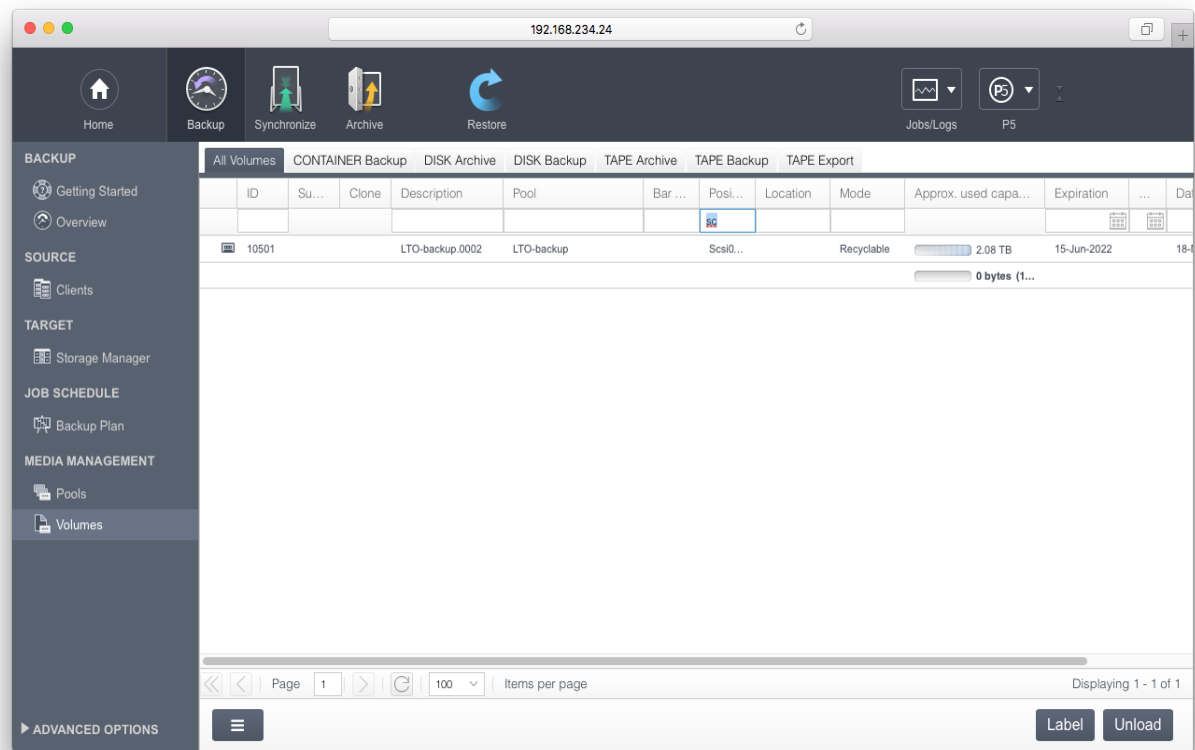 192.168.234.24
Home
Backup
Synchronize
Archive
Restore
Jobs/Logs
P5
P5
BACKUP
Getting Started
Overview
SOURCE
Clients
TARGET
Storage Manager
JOB SCHEDULE
Backup Plan
MEDIA MANAGEMENT
Pools
Volumes
ADVANCED OPTIONS
All Volumes CONTAINER Backup DISK Archive DISK Backup TAPE Archive TAPE Backup TAPE Export
ID Su... Clone Description Pool Bar ... Posi... Location Mode Approx. used capa... Expiration ... Dat
sc
10501 LTO-backup.0002 LTO-backup Scsi0... Recyclable 2.08 TB 15-Jun-2022 18-
0 bytes (1...
Page 1 100 Items per page Displaying 1 - 1 of 1
Label Unload